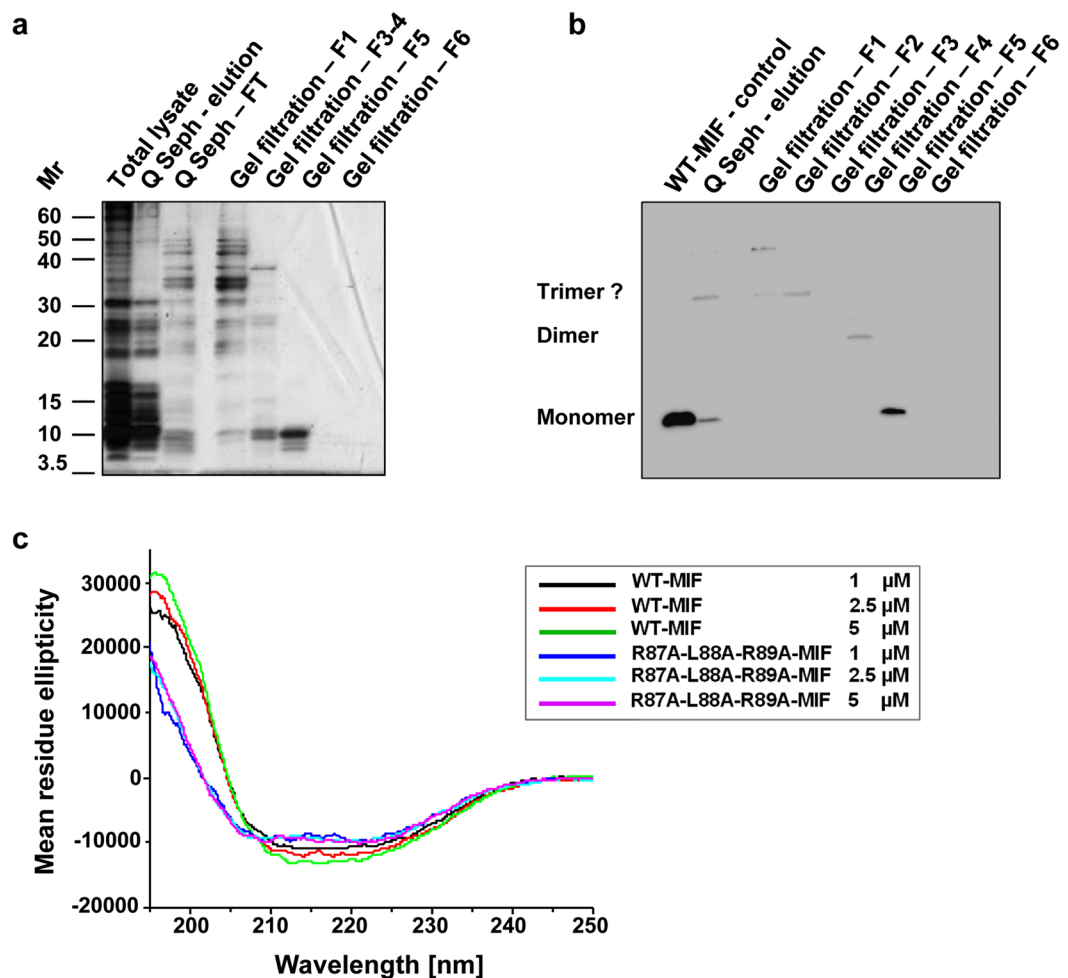 a
Mr
Total lysate
Q Seph - elution
Q Seph – FT
Gel filtration – F1
Gel filtration – F3-4
Gel filtration – F5
Gel filtration – F6
60
50
40
30
20
15
10
3.5
b
WT-MIF - control
Q Seph - elution
Gel filtration – F1
Gel filtration – F2
Gel filtration – F3
Gel filtration – F4
Gel filtration – F5
Gel filtration – F6
Trimer ?
Dimer
Monomer
c
Mean residue ellipticity
30000
20000
10000
0
-10000
-20000
200
210
220
230
240
250
Wavelength [nm]
WT-MIF 1 µM
WT-MIF 2.5 µM
WT-MIF 5 µM
R87A-L88A-R89A-MIF 1 µM
R87A-L88A-R89A-MIF 2.5 µM
R87A-L88A-R89A-MIF 5 µM